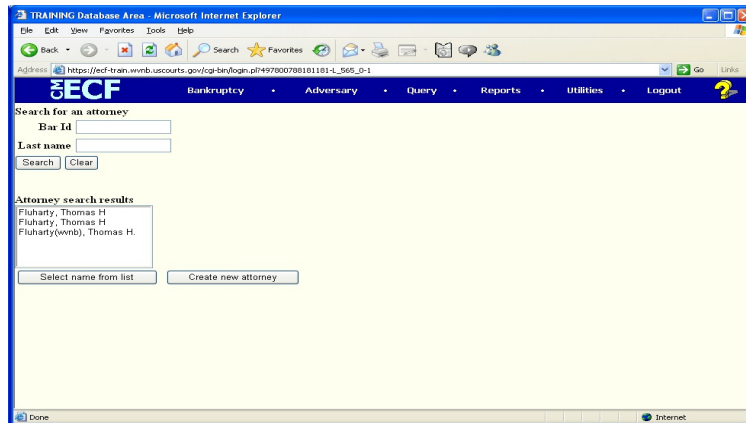 TRAINING Database Area - Microsoft Internet Explorer
File Edit View Favorites Tools Help
Back Search Favorites
Address https://ecf-train.wvnb.uscourts.gov/cgi-bin/login.pl?497800788181181-L_565_0-1 Go Links
CM ECF Bankruptcy • Adversary • Query • Reports • Utilities • Logout ?
Search for an attorney
Bar Id
Last name
Search Clear
Attorney search results
Fluharty, Thomas H
Fluharty, Thomas H
Fluharty(wvnb), Thomas H.
Select name from list Create new attorney
Done Internet